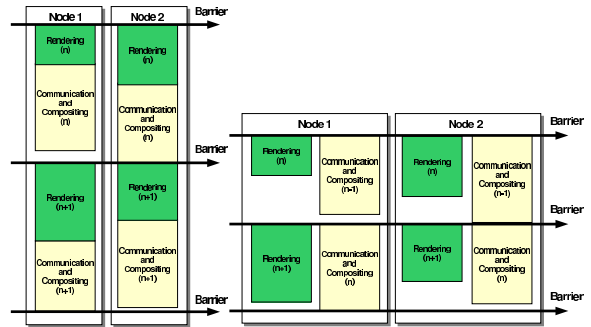 Barrier
Node 1
Node 2
Rendering
(n)
Rendering
(n)
Communication
and
Compositing
(n)
Communication
and
Compositing
(n)
Barrier
Rendering
(n+1)
Rendering
(n+1)
Communication
and
Compositing
(n+1)
Communication
and
Compositing
(n+1)
Barrier
Node 1
Node 2
Barrier
Rendering
(n)
Communication
and
Compositing
(n-1)
Rendering
(n)
Communication
and
Compositing
(n-1)
Barrier
Rendering
(n+1)
Communication
and
Compositing
(n)
Rendering
(n+1)
Communication
and
Compositing
(n)
Barrier